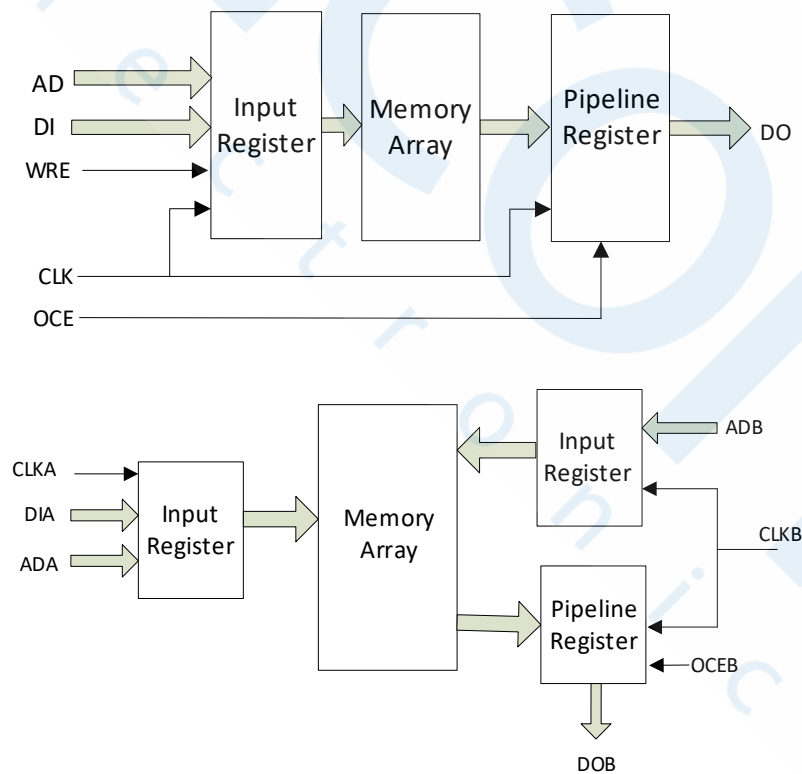 AD
DI
WRE
CLK
OCE
Input
Register
Memory
Array
Pipeline
Register
DO
CLKA
DIA
ADA
Input
Register
Memory
Array
Input
Register
ADB
CLKB
Pipeline
Register
OCEB
DOB
e
c
t
r
o
n
i
c